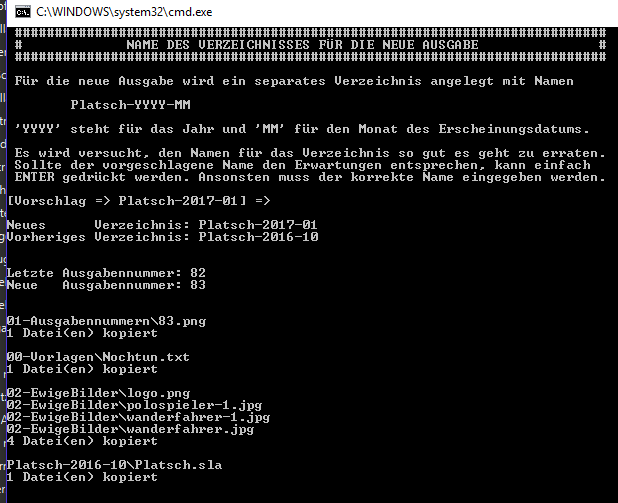 C:\WINDOWS\system32\cmd.exe
##########################################################################
# NAME DES VERZEICHNISSES FÜR DIE NEUE AUSGABE #
##########################################################################
Für die neue Ausgabe wird ein separates Verzeichnis angelegt mit Namen
Platsch-YYYY-MM
'YYYY' steht für das Jahr und 'MM' für den Monat des Erscheinungsdatums.
Es wird versucht, den Namen für das Verzeichnis so gut es geht zu erraten.
Sollte der vorgeschlagene Name den Erwartungen entsprechen, kann einfach
ENTER gedrückt werden. Ansonsten muss der korrekte Name eingegeben werden.
[Vorschlag => Platsch-2017-01] =>
Neues Verzeichnis: Platsch-2017-01
Vorheriges Verzeichnis: Platsch-2016-10
Letzte Ausgabennummer: 82
Neue Ausgabennummer: 83
01-Ausgabennummern\83.png
1 Datei(en) kopiert
00-Vorlagen\Nochtun.txt
1 Datei(en) kopiert
02-EwigeBilder\logo.png
02-EwigeBilder\polospieler-1.jpg
02-EwigeBilder\wanderfahrer-1.jpg
02-EwigeBilder\wanderfahrer.jpg
4 Datei(en) kopiert
Platsch-2016-10\Platsch.sla
1 Datei(en) kopiert